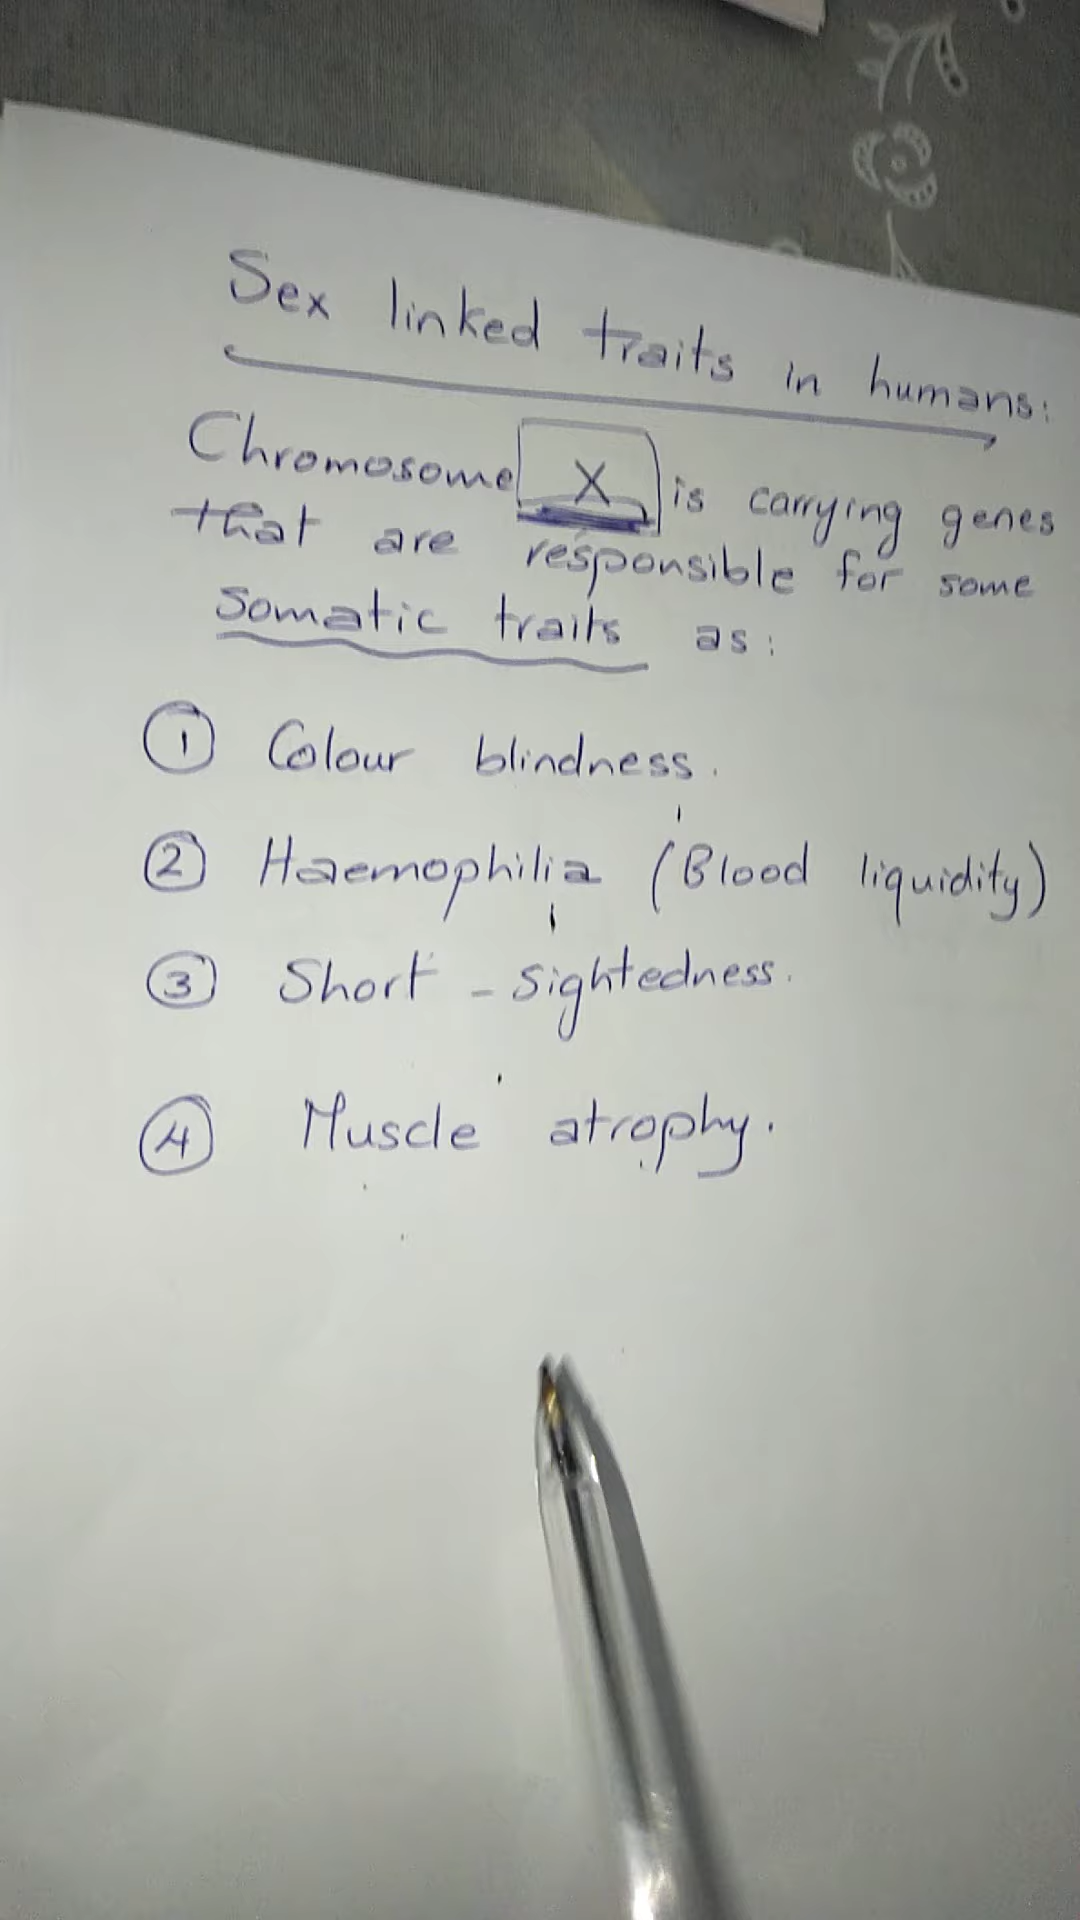 Sex linked traits in humans:
Chromosome X is carrying genes
that are responsible for some
somatic traits as:
1 Colour blindness.
2 Haemophilia (Blood liquidity)
3 Short - sightedness.
4 Muscle atrophy.